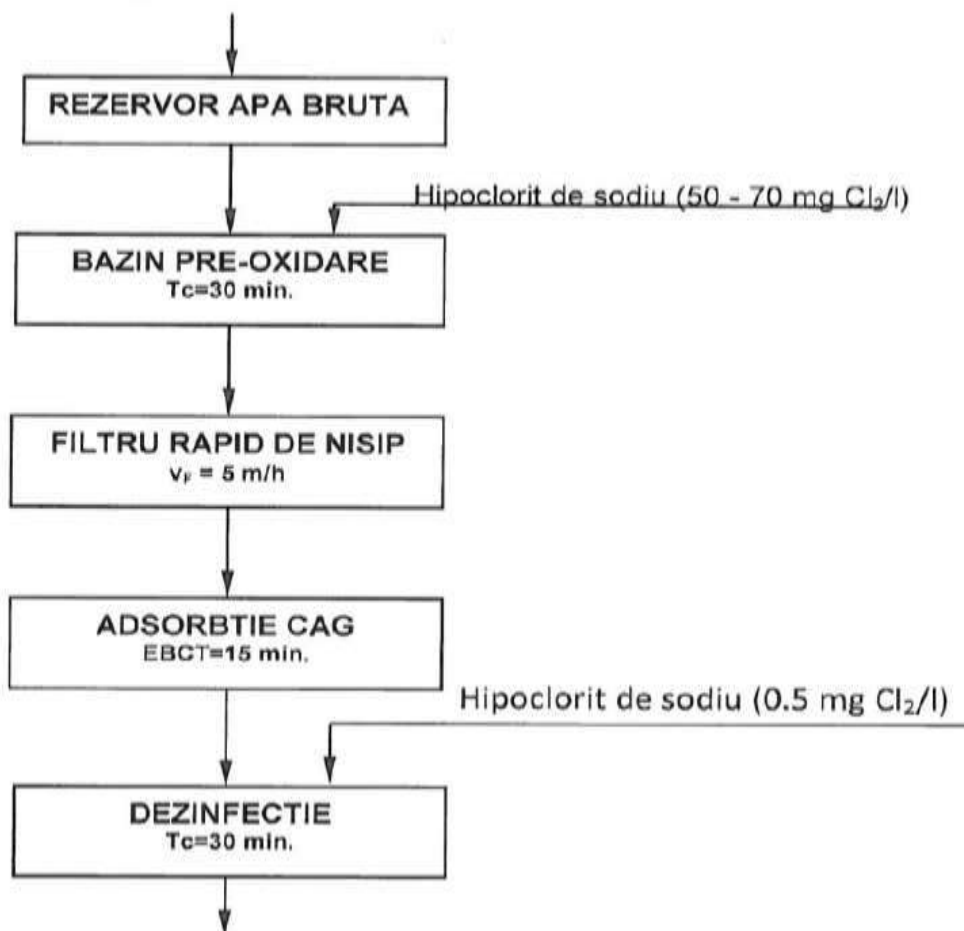 REZERVOR APA BRUTA
Hipoclorit de sodiu (50 - 70 mg Cl₂/l)
BAZIN PRE-OXIDARE
Tc=30 min.
FILTRU RAPID DE NISIP
v_F = 5 m/h
ADSORBTIE CAG
EBCT=15 min.
Hipoclorit de sodiu (0.5 mg Cl₂/l)
DEZINFECTIE
Tc=30 min.